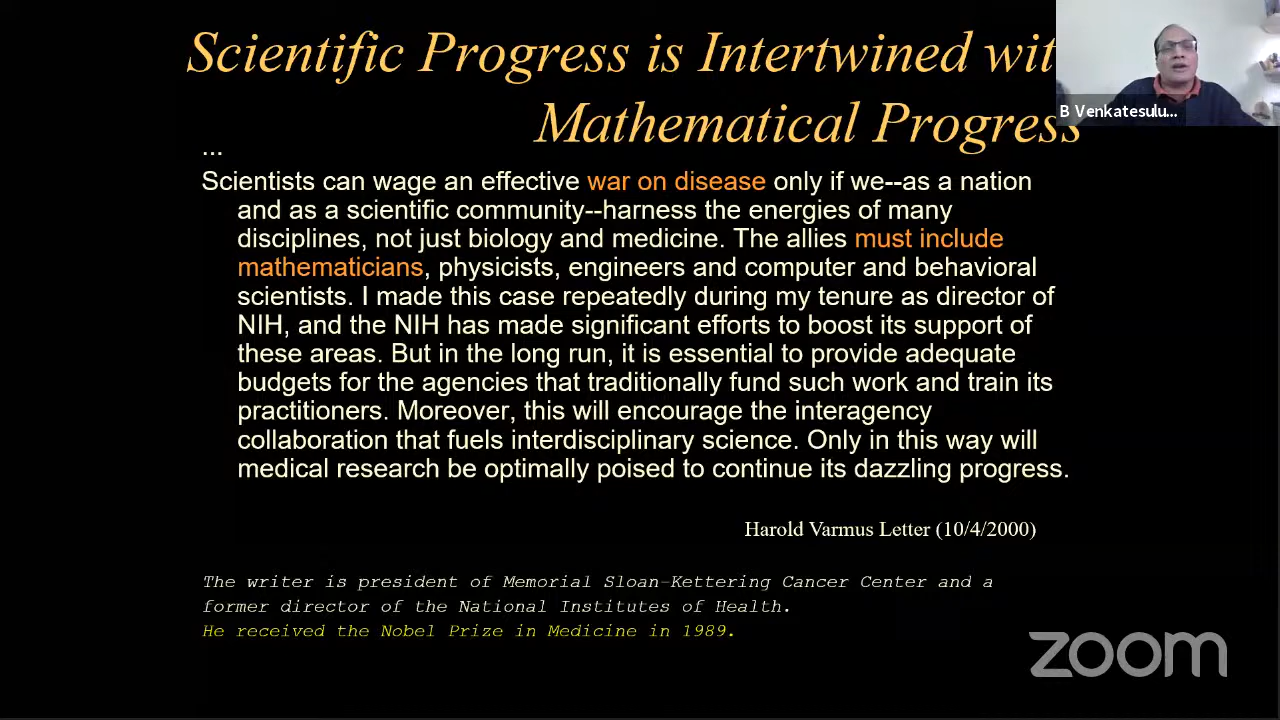 Scientific Progress is Intertwined wit
Mathematical Progress
B Venkatesulu...
...
Scientists can wage an effective war on disease only if we--as a nation
and as a scientific community--harness the energies of many
disciplines, not just biology and medicine. The allies must include
mathematicians, physicists, engineers and computer and behavioral
scientists. I made this case repeatedly during my tenure as director of
NIH, and the NIH has made significant efforts to boost its support of
these areas. But in the long run, it is essential to provide adequate
budgets for the agencies that traditionally fund such work and train its
practitioners. Moreover, this will encourage the interagency
collaboration that fuels interdisciplinary science. Only in this way will
medical research be optimally poised to continue its dazzling progress.
Harold Varmus Letter (10/4/2000)
The writer is president of Memorial Sloan-Kettering Cancer Center and a
former director of the National Institutes of Health.
He received the Nobel Prize in Medicine in 1989.
zoom